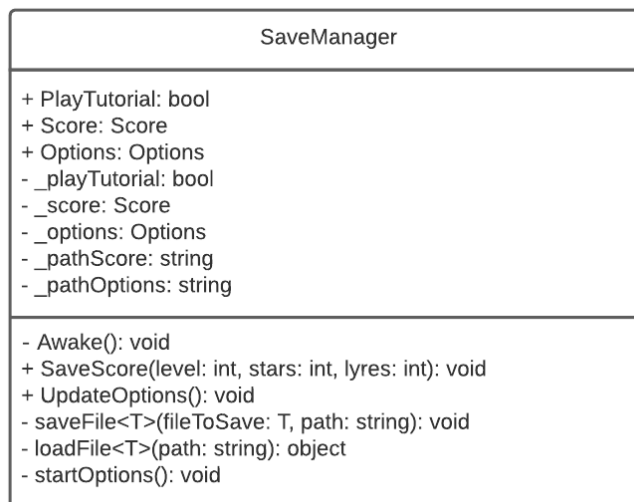 SaveManager
+ PlayTutorial: bool
+ Score: Score
+ Options: Options
- _playTutorial: bool
- _score: Score
- _options: Options
- _pathScore: string
- _pathOptions: string
- Awake(): void
+ SaveScore(level: int, stars: int, lyres: int): void
+ UpdateOptions(): void
- saveFile<T>(fileToSave: T, path: string): void
- loadFile<T>(path: string): object
- startOptions(): void